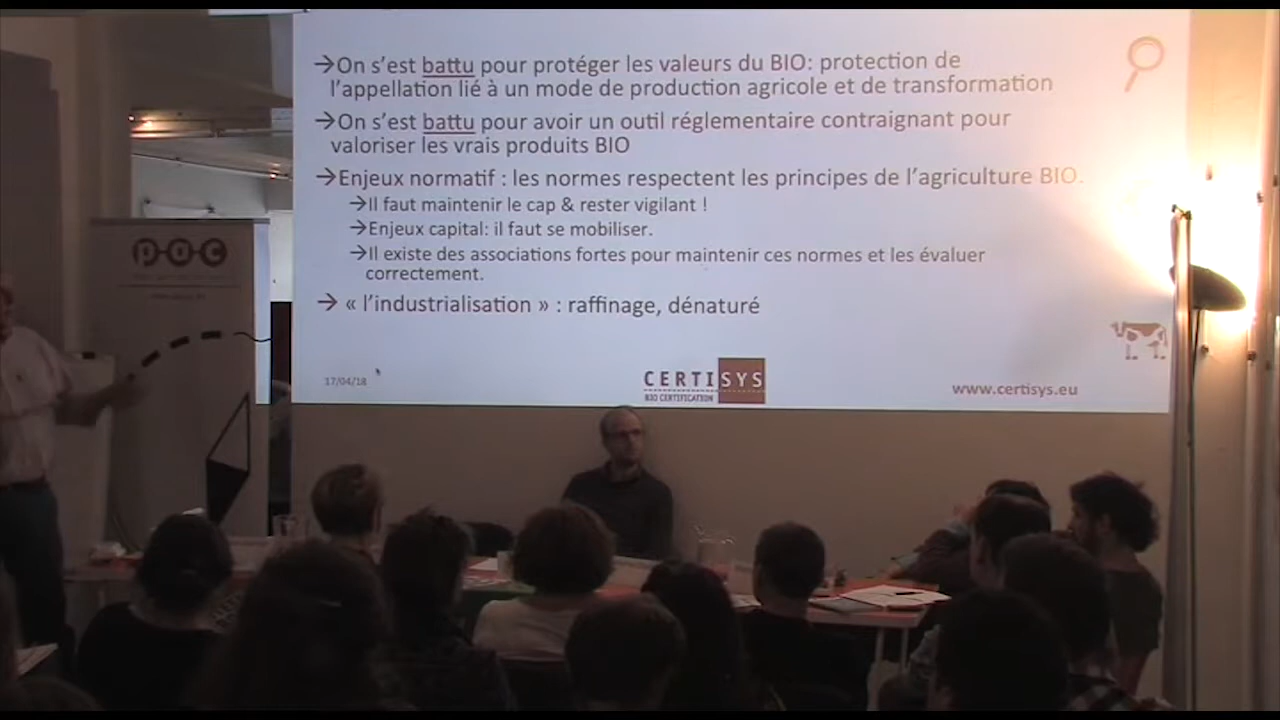 →On s'est battu pour protéger les valeurs du BIO: protection de
l'appellation lié à un mode de production agricole et de transformation
→On s'est battu pour avoir un outil réglementaire contraignant pour
valoriser les vrais produits BIO
→Enjeux normatif : les normes respectent les principes de l'agriculture BIO.
→Il faut maintenir le cap & rester vigilant !
→Enjeux capital: il faut se mobiliser.
→Il existe des associations fortes pour maintenir ces normes et les évaluer
correctement.
→ « l'industrialisation » : raffinage, dénaturé
17/04/18
CERTISYS
BIO CERTIFICATION
www.certisys.eu